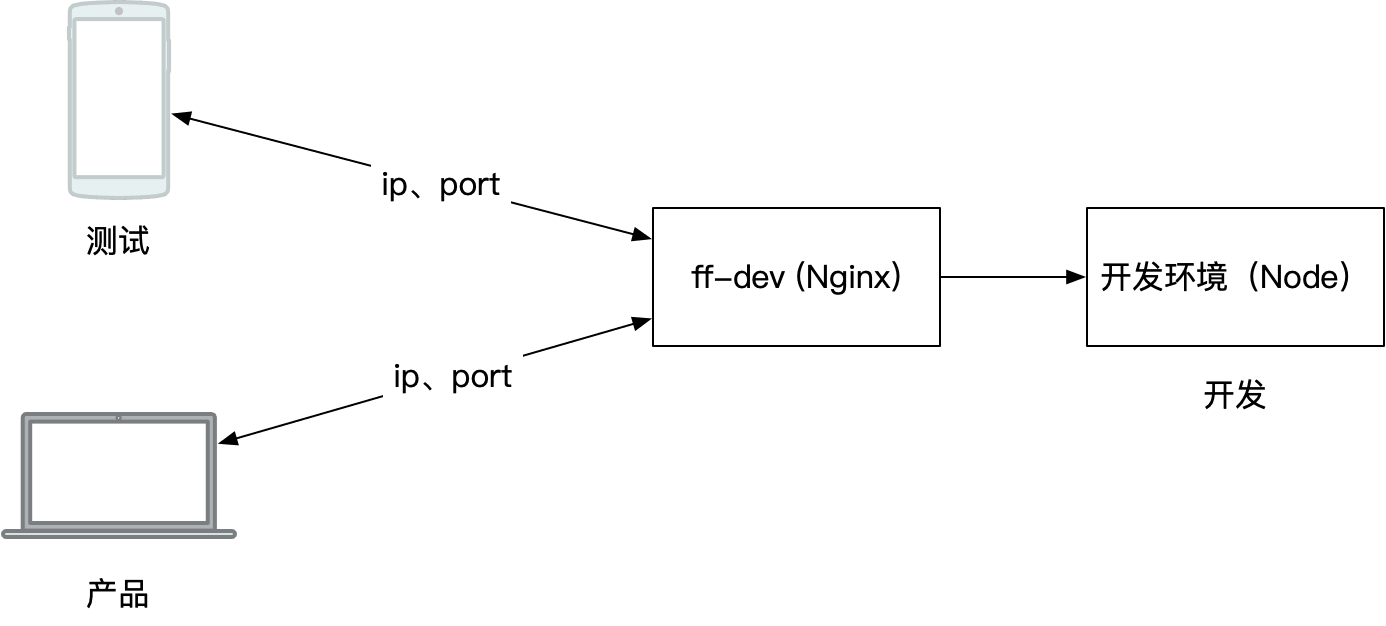 ip、port
测试
ff-dev (Nginx)
开发环境（Node）
ip、port
开发
产品